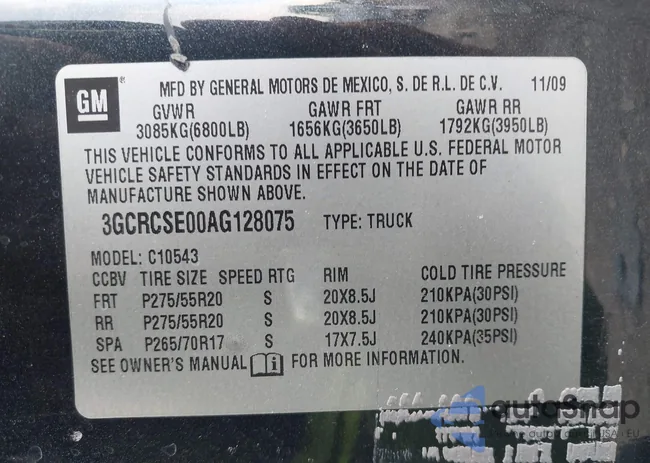 GM
MFD BY GENERAL MOTORS DE MEXICO, S. DE R.L. DE C.V. 11/09
GVWR GAWR FRT GAWR RR
3085KG(6800LB) 1656KG(3650LB) 1792KG(3950LB)
THIS VEHICLE CONFORMS TO ALL APPLICABLE U.S. FEDERAL MOTOR
VEHICLE SAFETY STANDARDS IN EFFECT ON THE DATE OF
MANUFACTURE SHOWN ABOVE.
3GCRCSE00AG128075 TYPE: TRUCK
MODEL: C10543
CCBV TIRE SIZE SPEED RTG RIM COLD TIRE PRESSURE
FRT P275/55R20 S 20X8.5J 210KPA(30PSI)
RR P275/55R20 S 20X8.5J 210KPA(30PSI)
SPA P265/70R17 S 17X7.5J 240KPA(35PSI)
SEE OWNER'S MANUAL i FOR MORE INFORMATION.
autoSnap